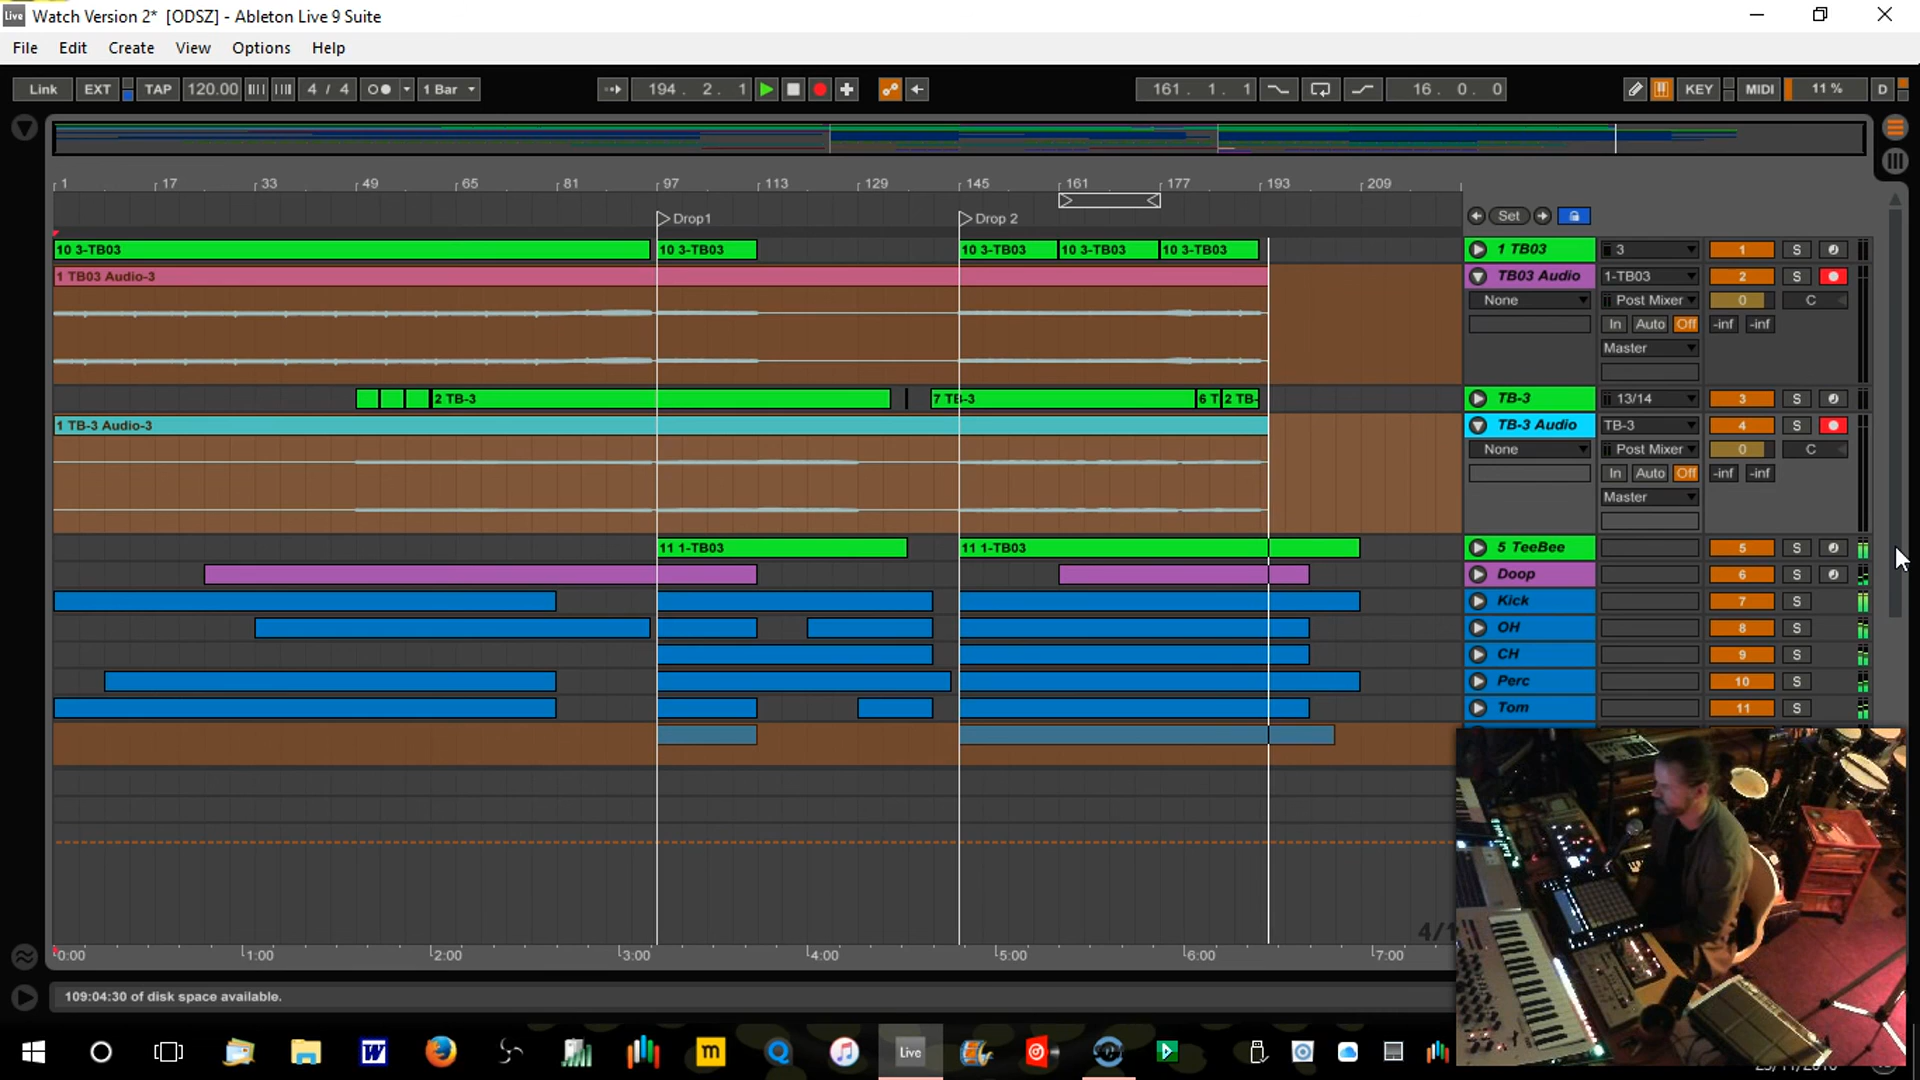 Live Watch Version 2* [ODSZ] - Ableton Live 9 Suite
File Edit Create View Options Help
Link EXT TAP 120.00 4 / 4 1 Bar 194. 2. 1 161. 1. 1 16. 0. 0 KEY MIDI 11 % D
1 17 33 49 65 81 97 113 129 145 161 177 193 209
Drop1 Drop 2 Set
10 3-TB03 10 3-TB03 10 3-TB03 10 3-TB03 10 3-TB03 1 TB03 3 1 S
1 TB03 Audio-3 TB03 Audio 1-TB03 2 S
None Post Mixer 0 C
In Auto Off -inf -inf
Master
2 TB-3 7 TB-3 6 T 2 TB- TB-3 13/14 3 S
1 TB-3 Audio-3 TB-3 Audio TB-3 4 S
None Post Mixer 0 C
In Auto Off -inf -inf
Master
11 1-TB03 11 1-TB03 5 TeeBee 5 S
Doop 6 S
Kick 7 S
OH 8 S
CH 9 S
Perc 10 S
Tom 11 S
4/1
0:00 1:00 2:00 3:00 4:00 5:00 6:00 7:00
109:04:30 of disk space available.
W m Live